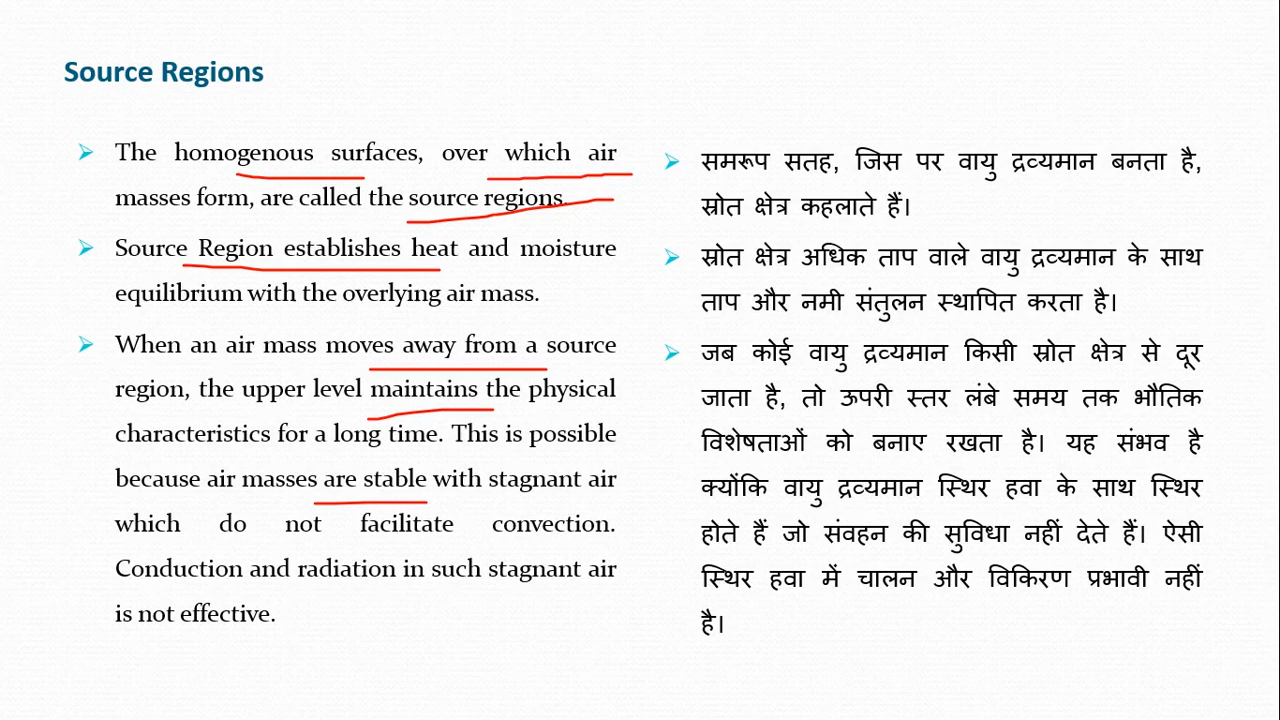 Source Regions
The homogenous surfaces, over which air
masses form, are called the source regions.
Source Region establishes heat and moisture
equilibrium with the overlying air mass.
When an air mass moves away from a source
region, the upper level maintains the physical
characteristics for a long time. This is possible
because air masses are stable with stagnant air
which do not facilitate convection.
Conduction and radiation in such stagnant air
is not effective.
समरूप सतह, जिस पर वायु द्रव्यमान बनता है,
स्रोत क्षेत्र कहलाते हैं।
स्रोत क्षेत्र अधिक ताप वाले वायु द्रव्यमान के साथ
ताप और नमी संतुलन स्थापित करता है।
जब कोई वायु द्रव्यमान किसी स्रोत क्षेत्र से दूर
जाता है, तो ऊपरी स्तर लंबे समय तक भौतिक
विशेषताओं को बनाए रखता है। यह संभव है
क्योंकि वायु द्रव्यमान स्थिर हवा के साथ स्थिर
होते हैं जो संवहन की सुविधा नहीं देते हैं। ऐसी
स्थिर हवा में चालन और विकिरण प्रभावी नहीं
है।